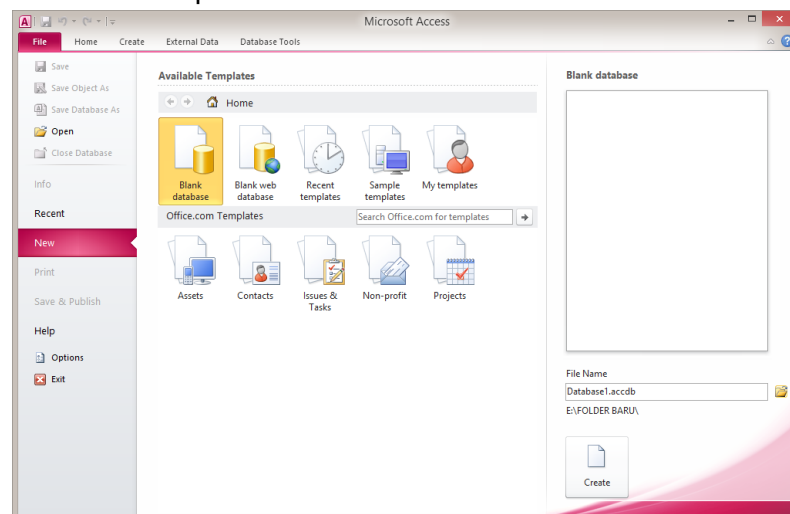 Microsoft Access
File Home Create External Data Database Tools
Save
Save Object As
Save Database As
Open
Close Database
Info
Recent
New
Print
Save & Publish
Help
Options
Exit
Available Templates
Home
Blank database
Blank web database
Recent templates
Sample templates
My templates
Office.com Templates
Search Office.com for templates
Assets
Contacts
Issues & Tasks
Non-profit
Projects
Blank database
File Name
Database1.accdb
E:\FOLDER BARU\
Create